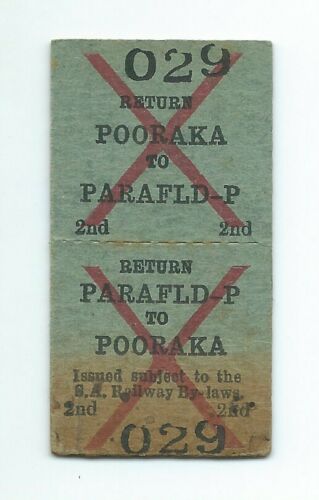 029
RETURN
POORAKA
TO
PARAFLD-P
2nd 2nd
RETURN
PARAFLD-P
TO
POORAKA
Issued subject to the
S.A. Railway By-laws.
2nd 2nd
029